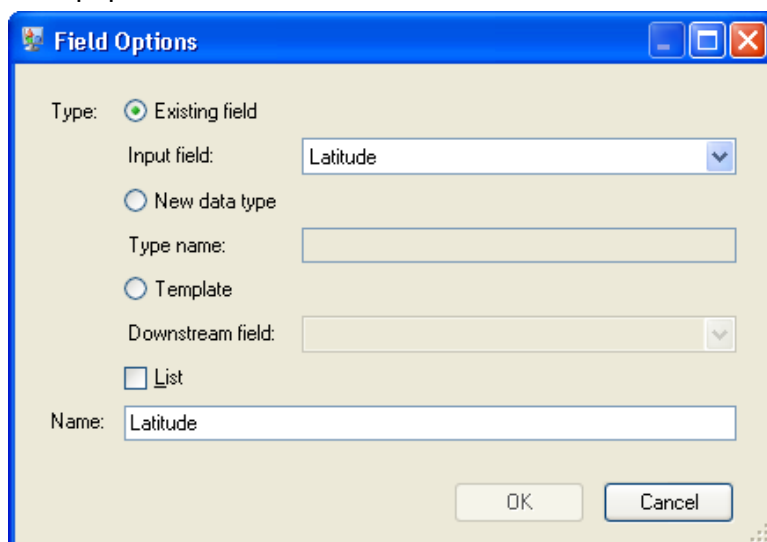 Field Options
Type: Existing field
Input field: Latitude
New data type
Type name:
Template
Downstream field:
List
Name: Latitude
OK Cancel